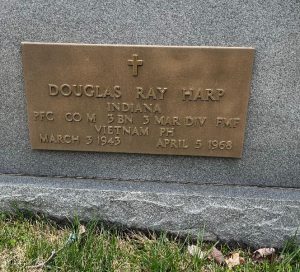 DOUGLAS RAY HARP
INDIANA
PFC CO M 3 BN 3 MAR DIV FMF
VIETNAM PH
MARCH 3 1943 APRIL 5 1968